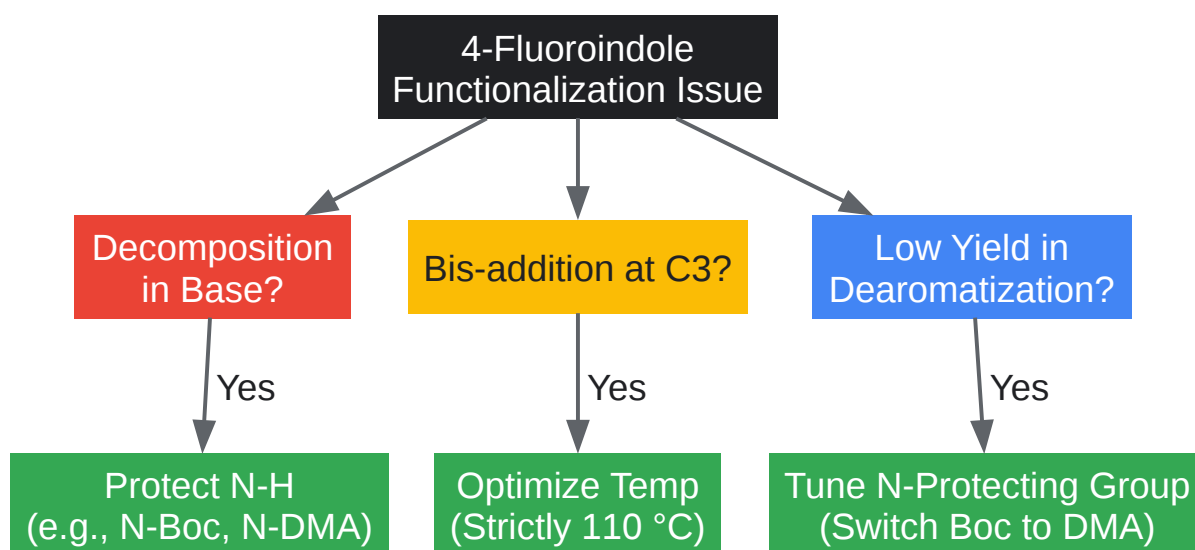 4-Fluoroindole
Functionalization Issue
Decomposition
in Base?
Bis-addition at C3?
Low Yield in
Dearomatization?
Yes
Yes
Yes
Protect N-H
(e.g., N-Boc, N-DMA)
Optimize Temp
(Strictly 110 °C)
Tune N-Protecting Group
(Switch Boc to DMA)